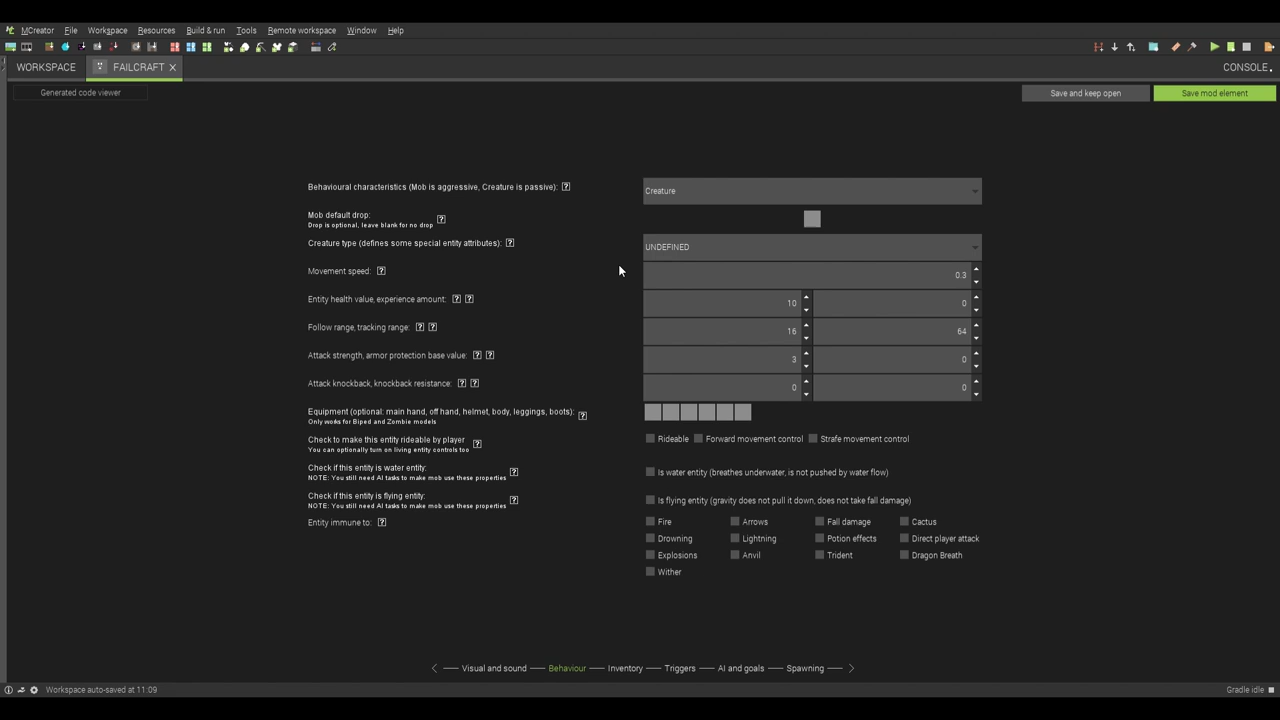 MCreator File Workspace Resources Build & run Tools Remote workspace Window Help
WORKSPACE FAILCRAFT CONSOLE
Generated code viewer Save and keep open Save mod element
Behavioural characteristics (Mob is aggressive, Creature is passive): ? Creature
Mob default drop: ?
Drop is optional, leave blank for no drop
Creature type (defines some special entity attributes): ? UNDEFINED
Movement speed: ? 0.3
Entity health value, experience amount: ? ? 10 0
Follow range, tracking range: ? ? 16 64
Attack strength, armor protection base value: ? ? 3 0
Attack knockback, knockback resistance: ? ? 0 0
Equipment (optional: main hand, off hand, helmet, body, leggings, boots): ?
Only works for Biped and Zombie models
Check to make this entity rideable by player ? Rideable Forward movement control Strafe movement control
You can optionally turn on living entity controls too
Check if this entity is water entity: ? Is water entity (breathes underwater, is not pushed by water flow)
NOTE: You still need AI tasks to make mob use these properties
Check if this entity is flying entity: ? Is flying entity (gravity does not pull it down, does not take fall damage)
NOTE: You still need AI tasks to make mob use these properties
Entity immune to: ? Fire Arrows Fall damage Cactus
Drowning Lightning Potion effects Direct player attack
Explosions Anvil Trident Dragon Breath
Wither
Visual and sound Behaviour Inventory Triggers AI and goals Spawning
Workspace auto-saved at 11:09 Gradle idle